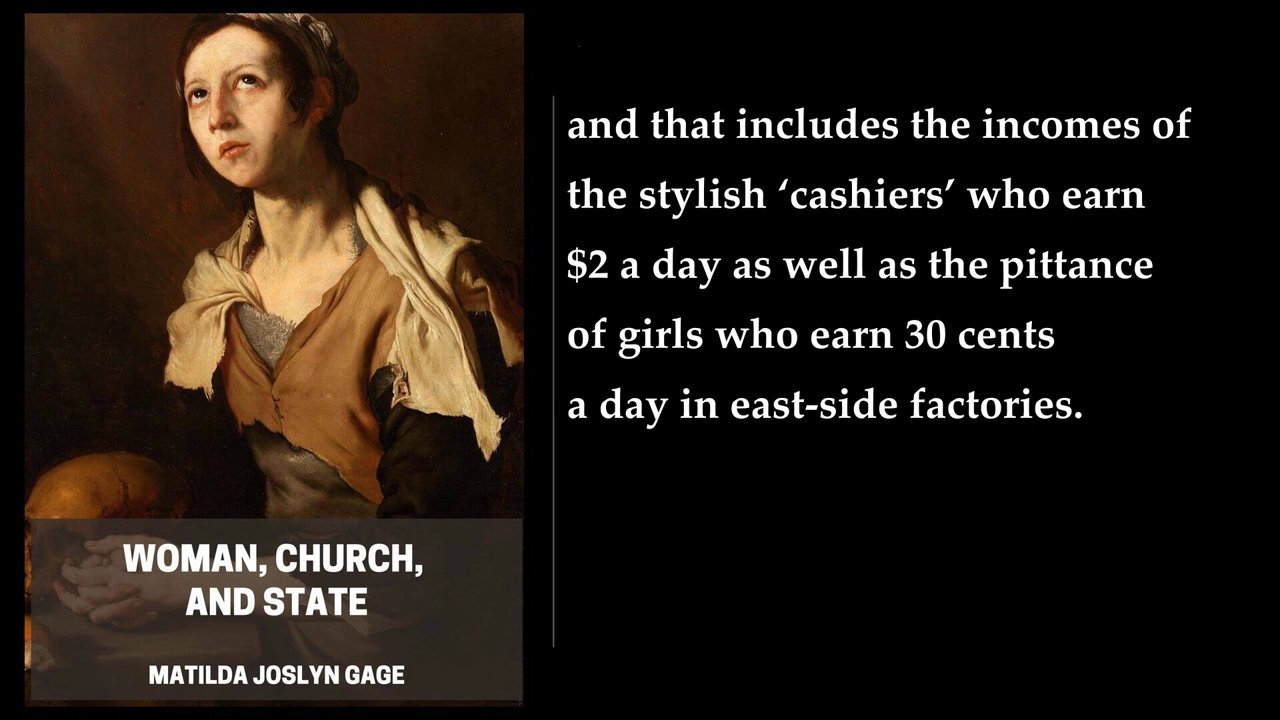 and that includes the incomes of
the stylish ‘cashiers’ who earn
$2 a day as well as the pittance
of girls who earn 30 cents
a day in east-side factories.
WOMAN, CHURCH,
AND STATE
MATILDA JOSLYN GAGE